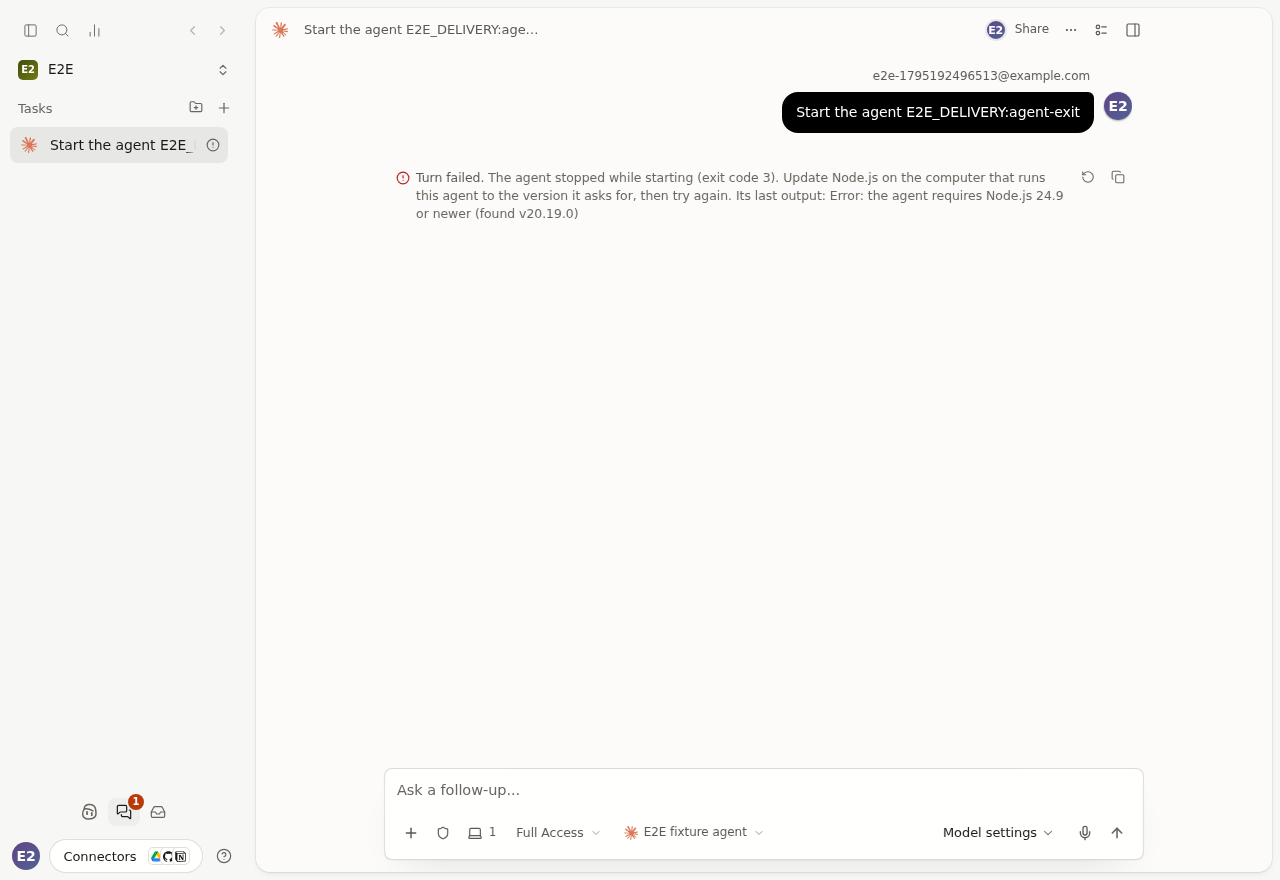 Start the agent E2E_DELIVERY:age...
E2 Share
E2 E2E
Tasks
Start the agent E2E_
e2e-1795192496513@example.com
Start the agent E2E_DELIVERY:agent-exit
E2
Turn failed. The agent stopped while starting (exit code 3). Update Node.js on the computer that runs
this agent to the version it asks for, then try again. Its last output: Error: the agent requires Node.js 24.9
or newer (found v20.19.0)
Ask a follow-up...
1 Full Access E2E fixture agent Model settings
1
E2 Connectors